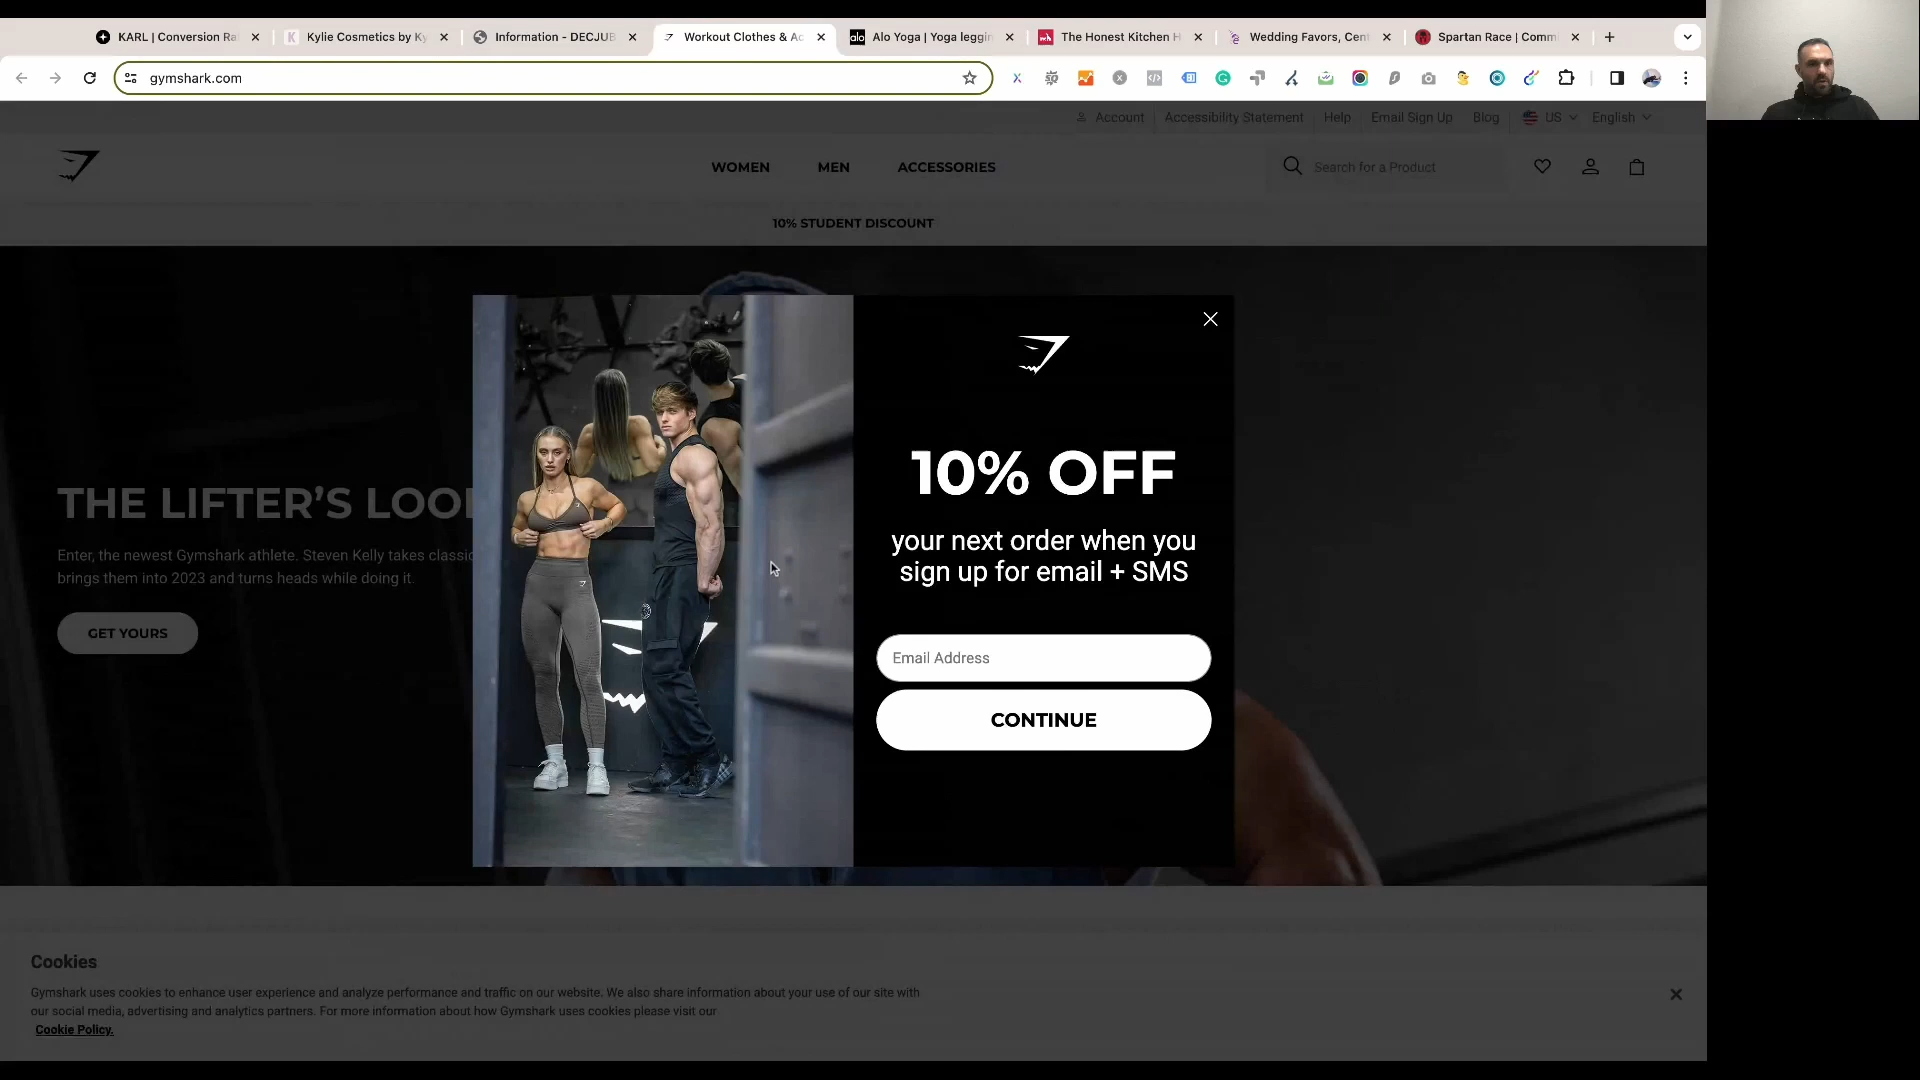 KARL | Conversion Ra
Kylie Cosmetics by Ky
Information - DECJUB
Workout Clothes & Ac
alo
Alo Yoga | Yoga leggin
The Honest Kitchen H
Wedding Favors, Cent
Spartan Race | Comm
gymshark.com
Account
Accessibility Statement
Help
Email Sign Up
Blog
US
English
WOMEN
MEN
ACCESSORIES
Search for a Product
10% STUDENT DISCOUNT
THE LIFTER'S LOO
Enter, the newest Gymshark athlete. Steven Kelly takes classic
brings them into 2023 and turns heads while doing it.
GET YOURS
10% OFF
your next order when you
sign up for email + SMS
Email Address
CONTINUE
Cookies
Gymshark uses cookies to enhance user experience and analyze performance and traffic on our website. We also share information about your use of our site with
our social media, advertising and analytics partners. For more information about how Gymshark uses cookies please visit our
Cookie Policy.